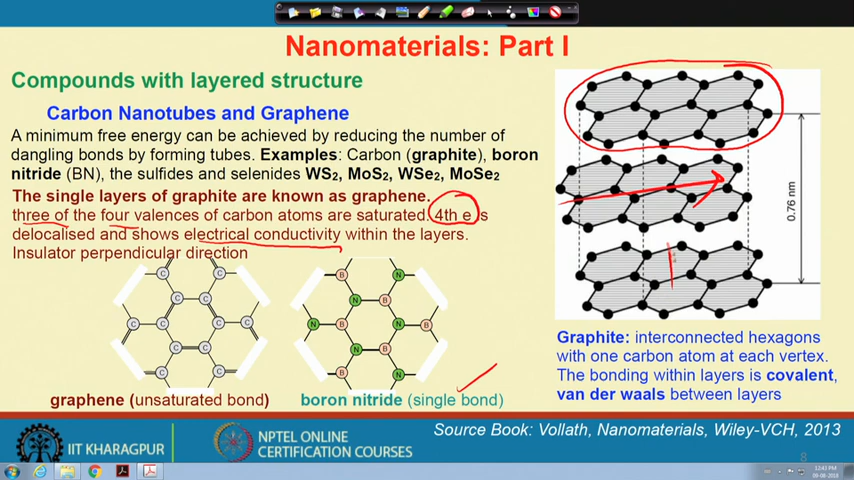 Nanomaterials: Part I
Compounds with layered structure
Carbon Nanotubes and Graphene
A minimum free energy can be achieved by reducing the number of
dangling bonds by forming tubes. Examples: Carbon (graphite), boron
nitride (BN), the sulfides and selenides WS2, MoS2, WSe2, MoSe2
The single layers of graphite are known as graphene.
three of the four valences of carbon atoms are saturated. 4th e is
delocalised and shows electrical conductivity within the layers.
Insulator perpendicular direction
C C
C C
C C C C
C C
C C
B N
N B
N B N B
N B
B N
graphene (unsaturated bond)
boron nitride (single bond)
0.76 nm
Graphite: interconnected hexagons
with one carbon atom at each vertex.
The bonding within layers is covalent,
van der waals between layers
Source Book: Vollath, Nanomaterials, Wiley-VCH, 2013
IIT KHARAGPUR
NPTEL ONLINE
CERTIFICATION COURSES
8
12:43 PM